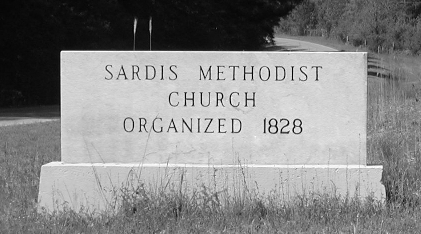 SARDIS METHODIST
CHURCH
ORGANIZED 1828